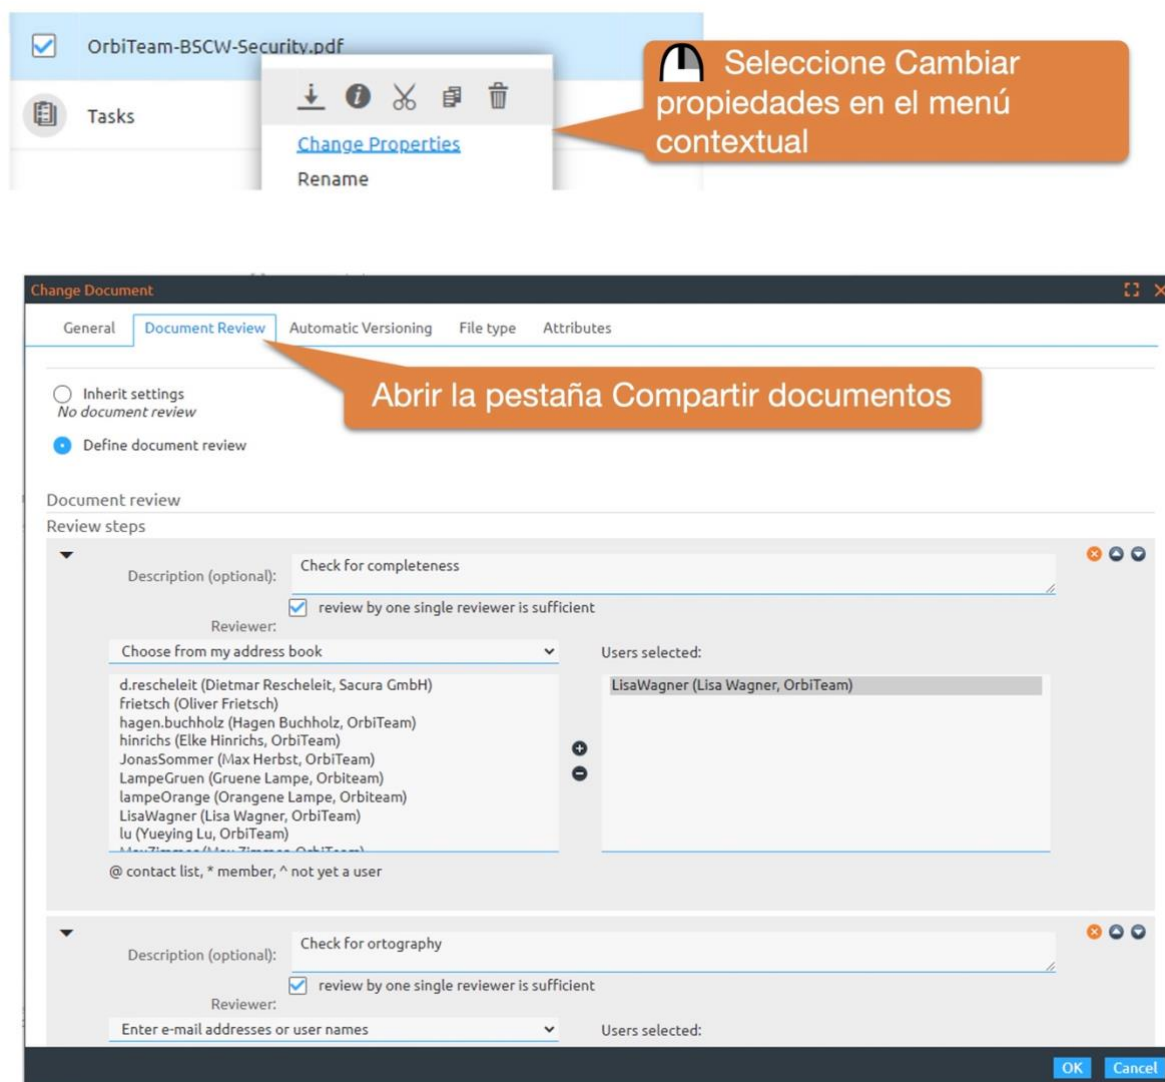 OrbiTeam-BSCW-Security.pdf
Tasks
Change Properties
Rename
Seleccione Cambiar
propiedades en el menú
contextual
Change Document
General Document Review Automatic Versioning File type Attributes
Abrir la pestaña Compartir documentos
Inherit settings
No document review
Define document review
Document review
Review steps
Description (optional): Check for completeness
review by one single reviewer is sufficient
Reviewer:
Choose from my address book Users selected:
d.rescheleit (Dietmar Rescheleit, Sacura GmbH) LisaWagner (Lisa Wagner, OrbiTeam)
frietsch (Oliver Frietsch)
hagen.buchholz (Hagen Buchholz, OrbiTeam)
hinrichs (Elke Hinrichs, OrbiTeam)
JonasSommer (Max Herbst, OrbiTeam)
LampeGruen (Gruene Lampe, Orbiteam)
lampeOrange (Orangene Lampe, Orbiteam)
LisaWagner (Lisa Wagner, OrbiTeam)
lu (Yueying Lu, OrbiTeam)
@ contact list, * member, ^ not yet a user
Description (optional): Check for ortography
review by one single reviewer is sufficient
Reviewer:
Enter e-mail addresses or user names Users selected:
OK Cancel